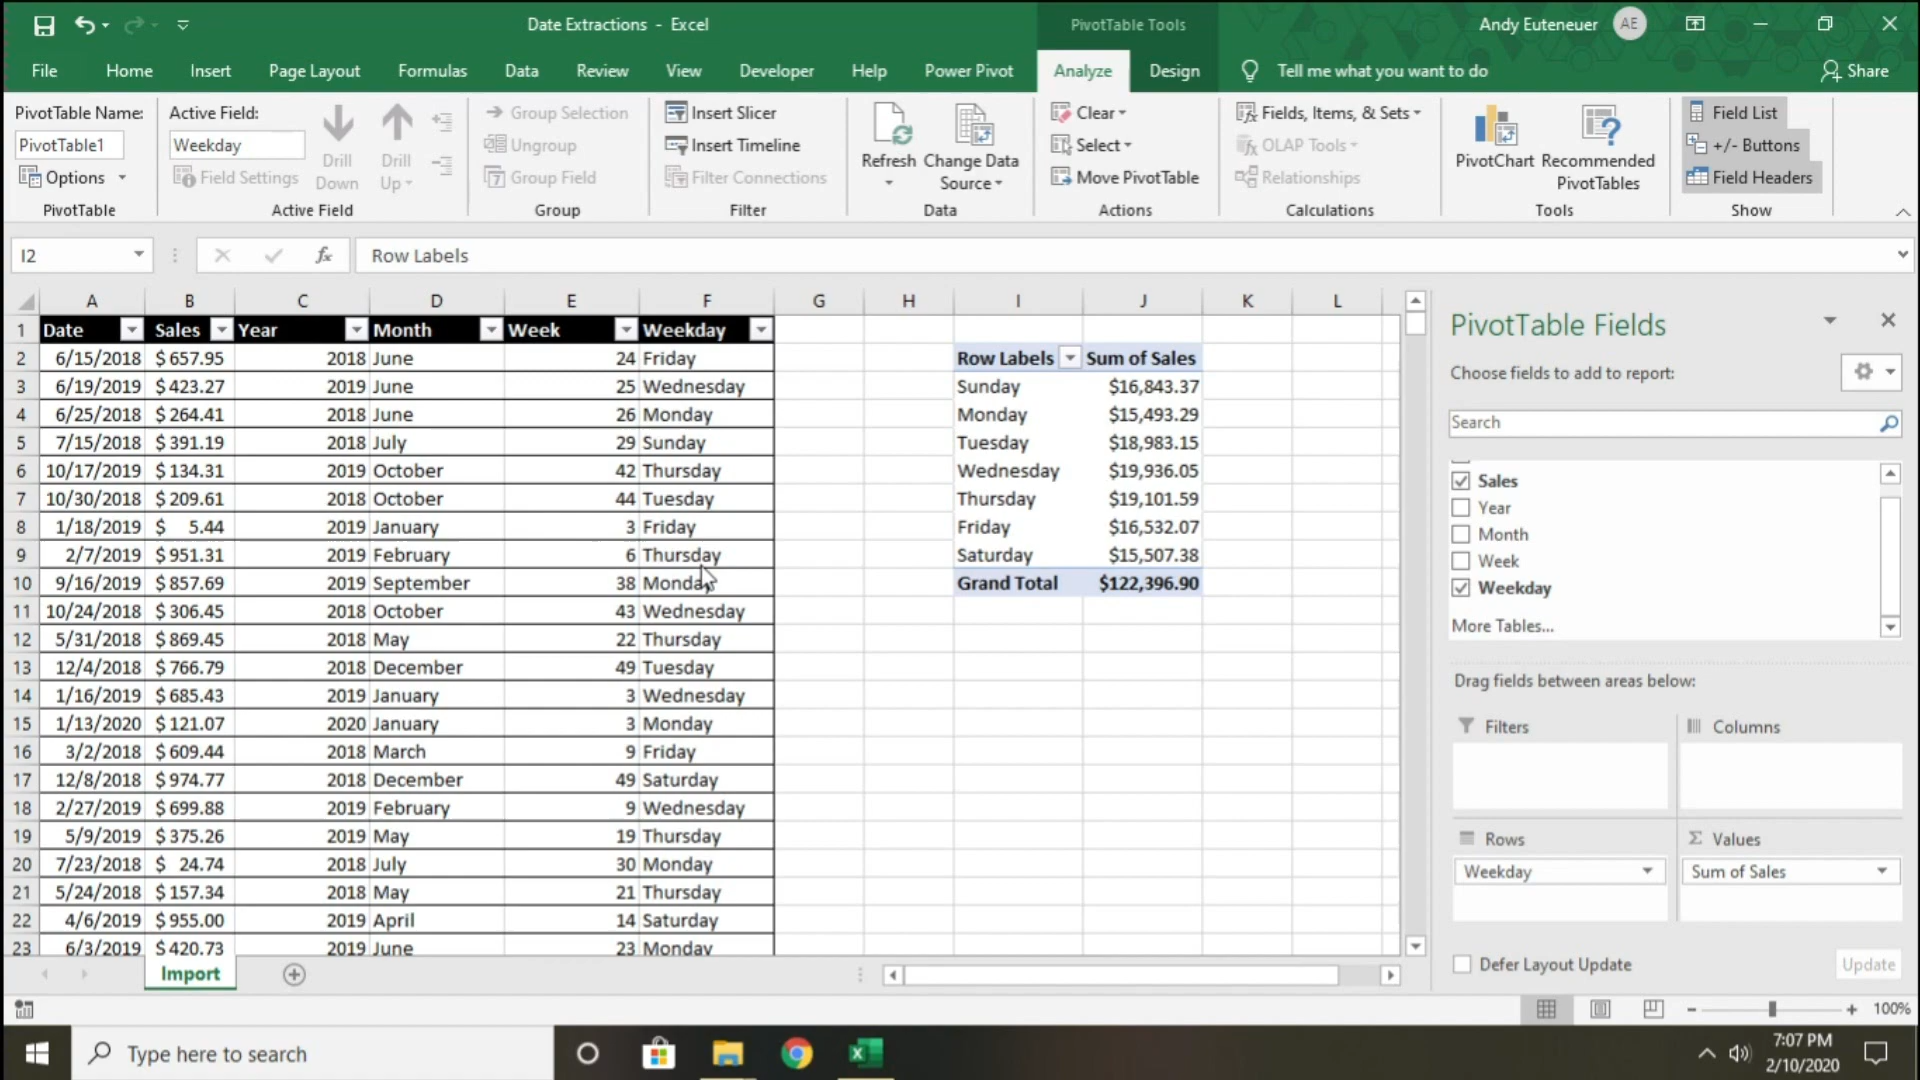 Date Extractions - Excel
PivotTable Tools
Andy Euteneuer
AE
File
Home
Insert
Page Layout
Formulas
Data
Review
View
Developer
Help
Power Pivot
Analyze
Design
Tell me what you want to do
Share
PivotTable Name:
PivotTable1
Options
PivotTable
Active Field:
Weekday
Field Settings
Drill Down
Drill Up
Active Field
Group Selection
Ungroup
Group Field
Group
Insert Slicer
Insert Timeline
Filter Connections
Filter
Refresh
Change Data Source
Data
Clear
Select
Move PivotTable
Actions
Fields, Items, & Sets
OLAP Tools
Relationships
Calculations
PivotChart
Recommended PivotTables
Tools
Field List
+/- Buttons
Field Headers
Show
I2
fx
Row Labels
A B C D E F G H I J K L
1 Date Sales Year Month Week Weekday
2 6/15/2018 $ 657.95 2018 June 24 Friday Row Labels Sum of Sales
3 6/19/2019 $ 423.27 2019 June 25 Wednesday Sunday $16,843.37
4 6/25/2018 $ 264.41 2018 June 26 Monday Monday $15,493.29
5 7/15/2018 $ 391.19 2018 July 29 Sunday Tuesday $18,983.15
6 10/17/2019 $ 134.31 2019 October 42 Thursday Wednesday $19,936.05
7 10/30/2018 $ 209.61 2018 October 44 Tuesday Thursday $19,101.59
8 1/18/2019 $ 5.44 2019 January 3 Friday Friday $16,532.07
9 2/7/2019 $ 951.31 2019 February 6 Thursday Saturday $15,507.38
10 9/16/2019 $ 857.69 2019 September 38 Monday Grand Total $122,396.90
11 10/24/2018 $ 306.45 2018 October 43 Wednesday
12 5/31/2018 $ 869.45 2018 May 22 Thursday
13 12/4/2018 $ 766.79 2018 December 49 Tuesday
14 1/16/2019 $ 685.43 2019 January 3 Wednesday
15 1/13/2020 $ 121.07 2020 January 3 Monday
16 3/2/2018 $ 609.44 2018 March 9 Friday
17 12/8/2018 $ 974.77 2018 December 49 Saturday
18 2/27/2019 $ 699.88 2019 February 9 Wednesday
19 5/9/2019 $ 375.26 2019 May 19 Thursday
20 7/23/2018 $ 24.74 2018 July 30 Monday
21 5/24/2018 $ 157.34 2018 May 21 Thursday
22 4/6/2019 $ 955.00 2019 April 14 Saturday
23 6/3/2019 $ 420.73 2019 June 23 Monday
PivotTable Fields
Choose fields to add to report:
Search
Sales
Year
Month
Week
Weekday
More Tables...
Drag fields between areas below:
Filters
Columns
Rows
Σ Values
Weekday
Sum of Sales
Defer Layout Update
Update
Import
100%
Type here to search
7:07 PM
2/10/2020